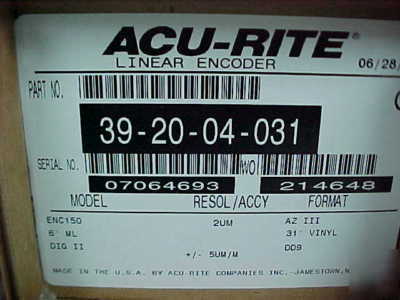 ACU-RITE®
LINEAR ENCODER 06/28/
PART NO.
39-20-04-031
SERIAL NO. WO
07064693 214648
MODEL RESOL/ACCY FORMAT
ENC150 2UM AZ III
6" ML 31' VINYL
DIG II DD9
+/- 5UM/M
MADE IN THE U.S.A. BY ACU-RITE COMPANIES INC.-JAMESTOWN,N